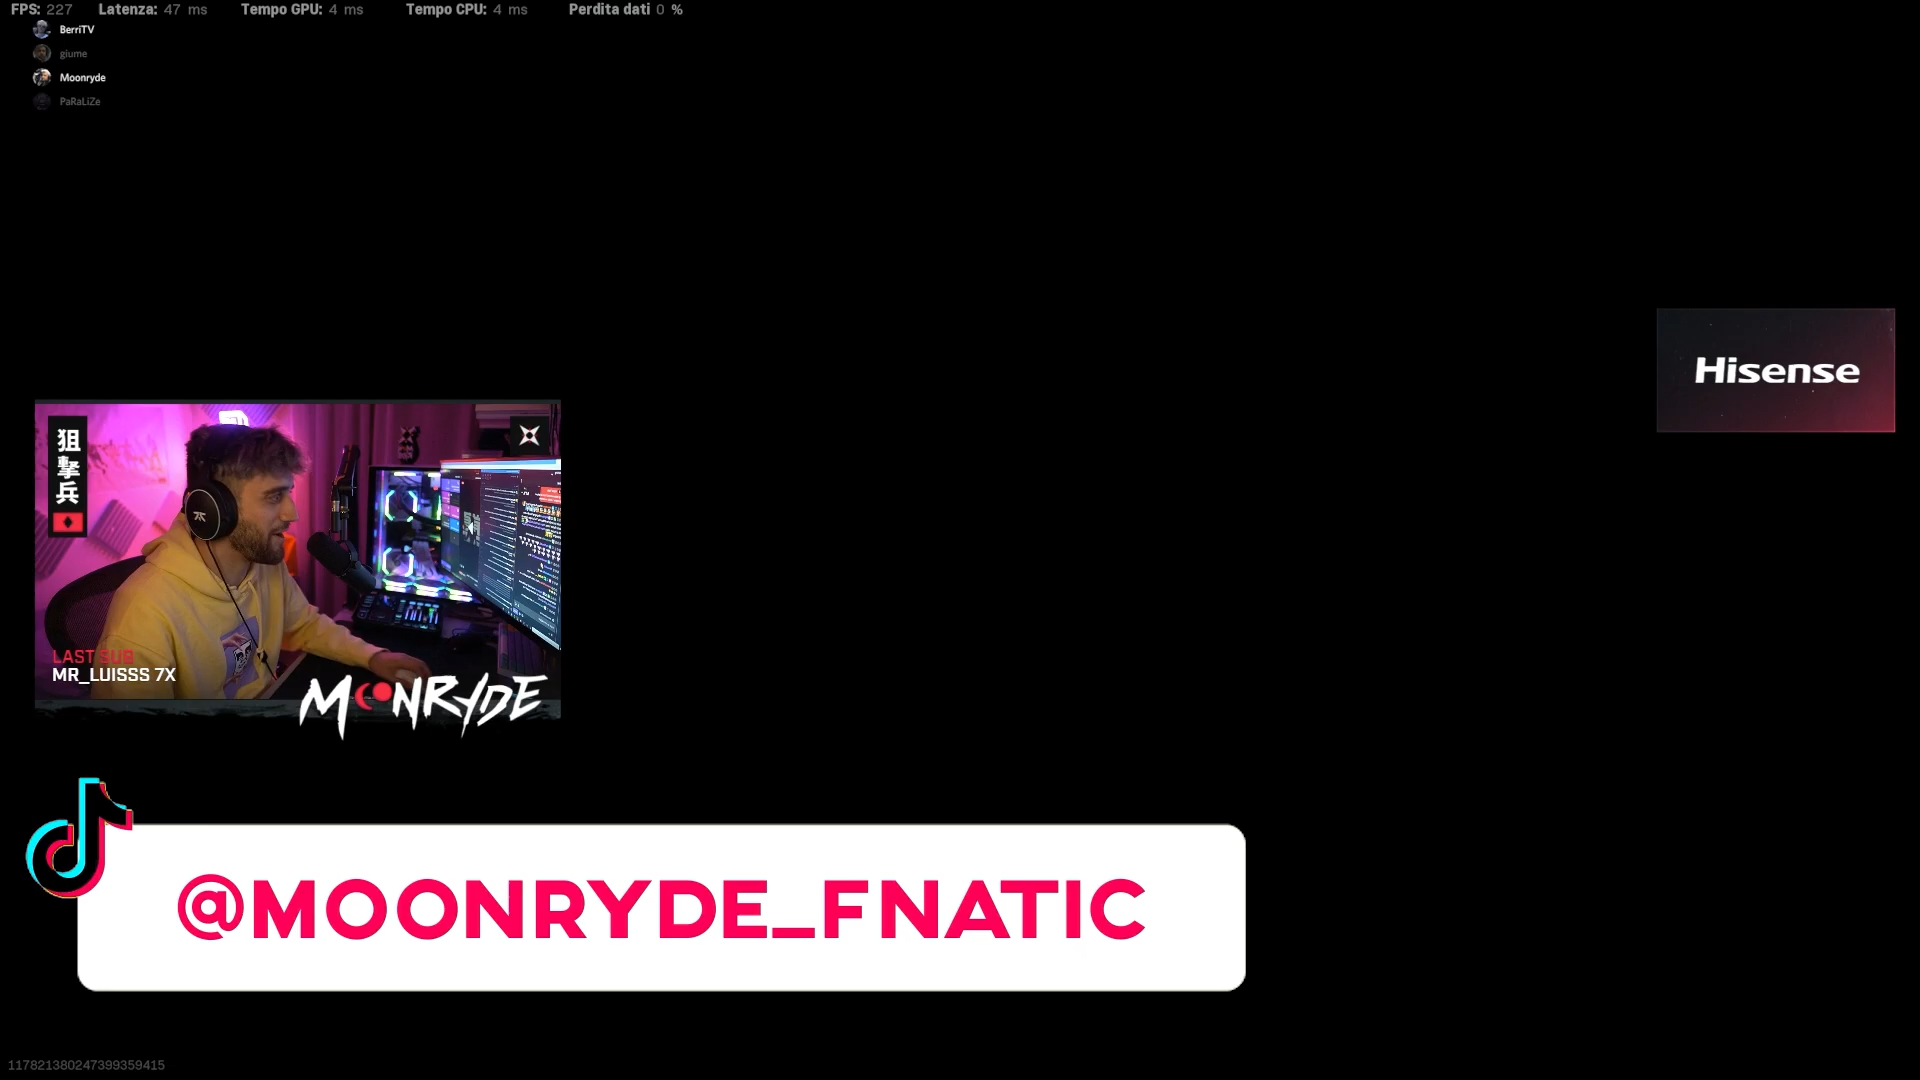 FPS: 227 Latenza: 47 ms Tempo GPU: 4 ms Tempo CPU: 4 ms Perdita dati 0 %
BerriTV
giume
Moonryde
PaRaLiZe
Hisense
狙撃兵
LAST SUB
MR_LUISSS 7X
MOONRYDE
@MOONRYDE_FNATIC
117821380247399359415